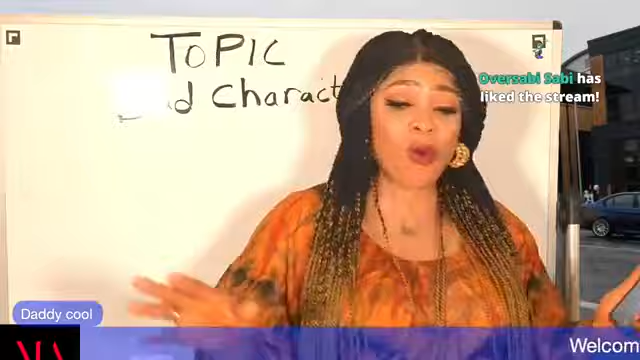 TOPIC
Charact
Oversabi Sabi has
liked the stream!
Daddy cool
Welcom